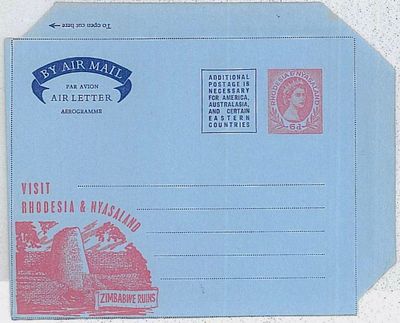 To open cut here
BY AIR MAIL
PAR AVION
AIR LETTER
AEROGRAMME
ADDITIONAL
POSTAGE IS
NECESSARY
FOR AMERICA,
AUSTRALASIA,
AND CERTAIN
EASTERN
COUNTRIES
RHODESIA & NYASALAND
6d
VISIT
RHODESIA & NYASALAND
ZIMBABWE RUINS